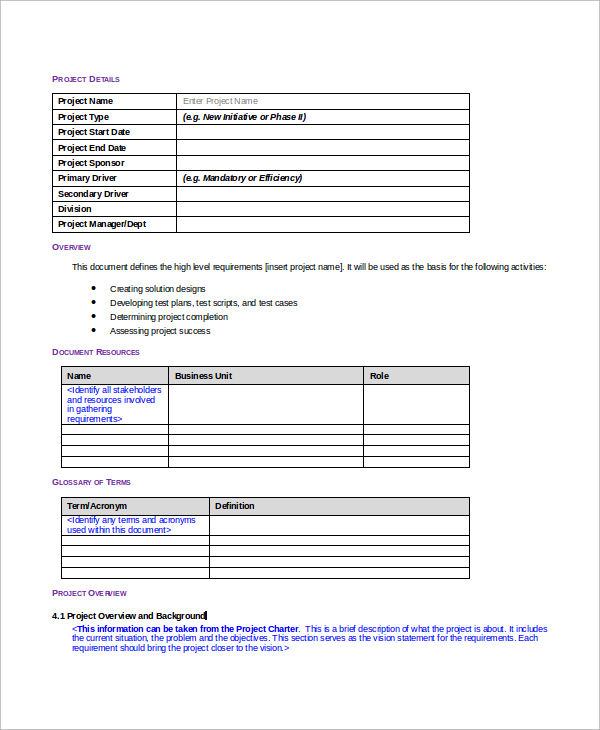 PROJECT DETAILS
Project Name Enter Project Name
Project Type (e.g. New Initiative or Phase II)
Project Start Date
Project End Date
Project Sponsor
Primary Driver (e.g. Mandatory or Efficiency)
Secondary Driver
Division
Project Manager/Dept
OVERVIEW
This document defines the high level requirements [insert project name]. It will be used as the basis for the following activities:
• Creating solution designs
• Developing test plans, test scripts, and test cases
• Determining project completion
• Assessing project success
DOCUMENT RESOURCES
Name Business Unit Role
<Identify all stakeholders
and resources involved
in gathering
requirements>
GLOSSARY OF TERMS
Term/Acronym Definition
<Identify any terms and acronyms
used within this document>
PROJECT OVERVIEW
4.1 Project Overview and Background
<This information can be taken from the Project Charter. This is a brief description of what the project is about. It includes
the current situation, the problem and the objectives. This section serves as the vision statement for the requirements. Each
requirement should bring the project closer to the vision.>